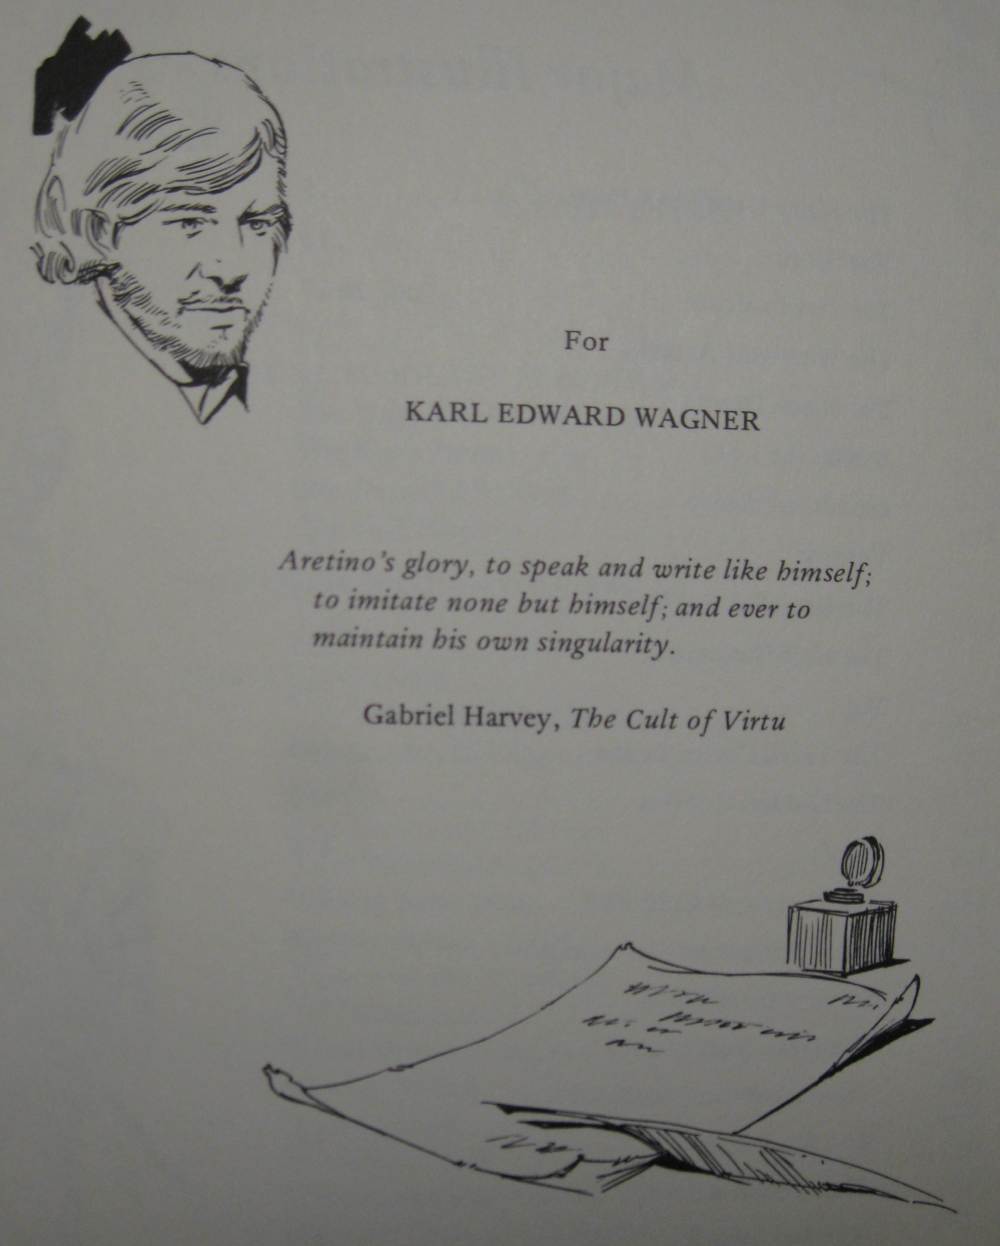 For
KARL EDWARD WAGNER
Aretino's glory, to speak and write like himself;
to imitate none but himself; and ever to
maintain his own singularity.
Gabriel Harvey, The Cult of Virtu